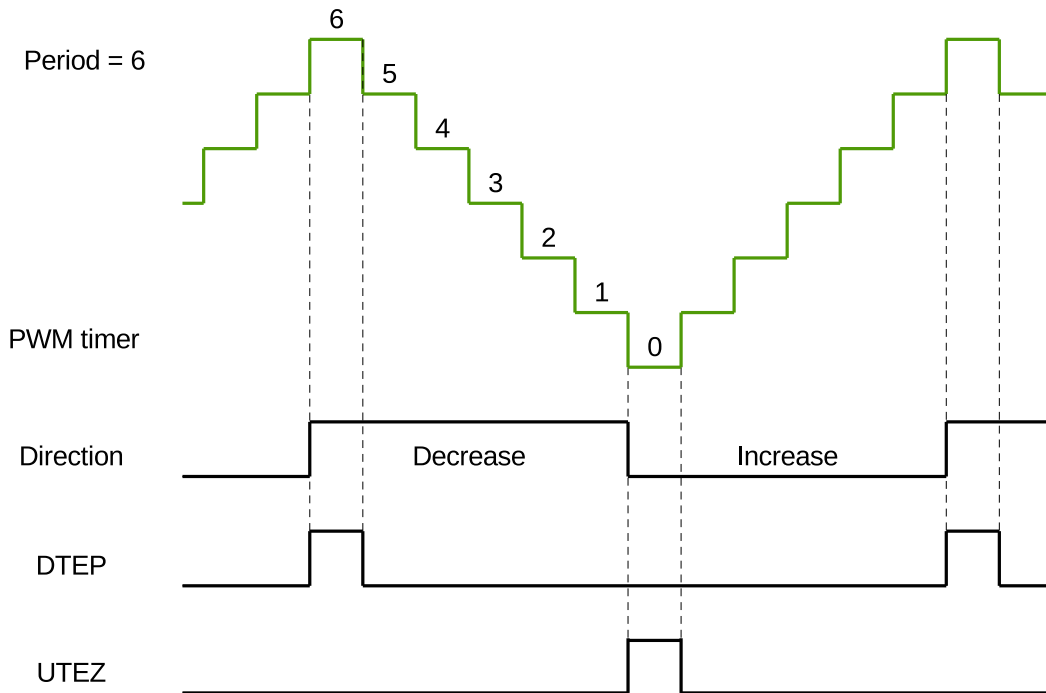 6
Period = 6
5
4
3
2
1
PWM timer
0
Direction
Decrease
Increase
DTEP
UTEZ